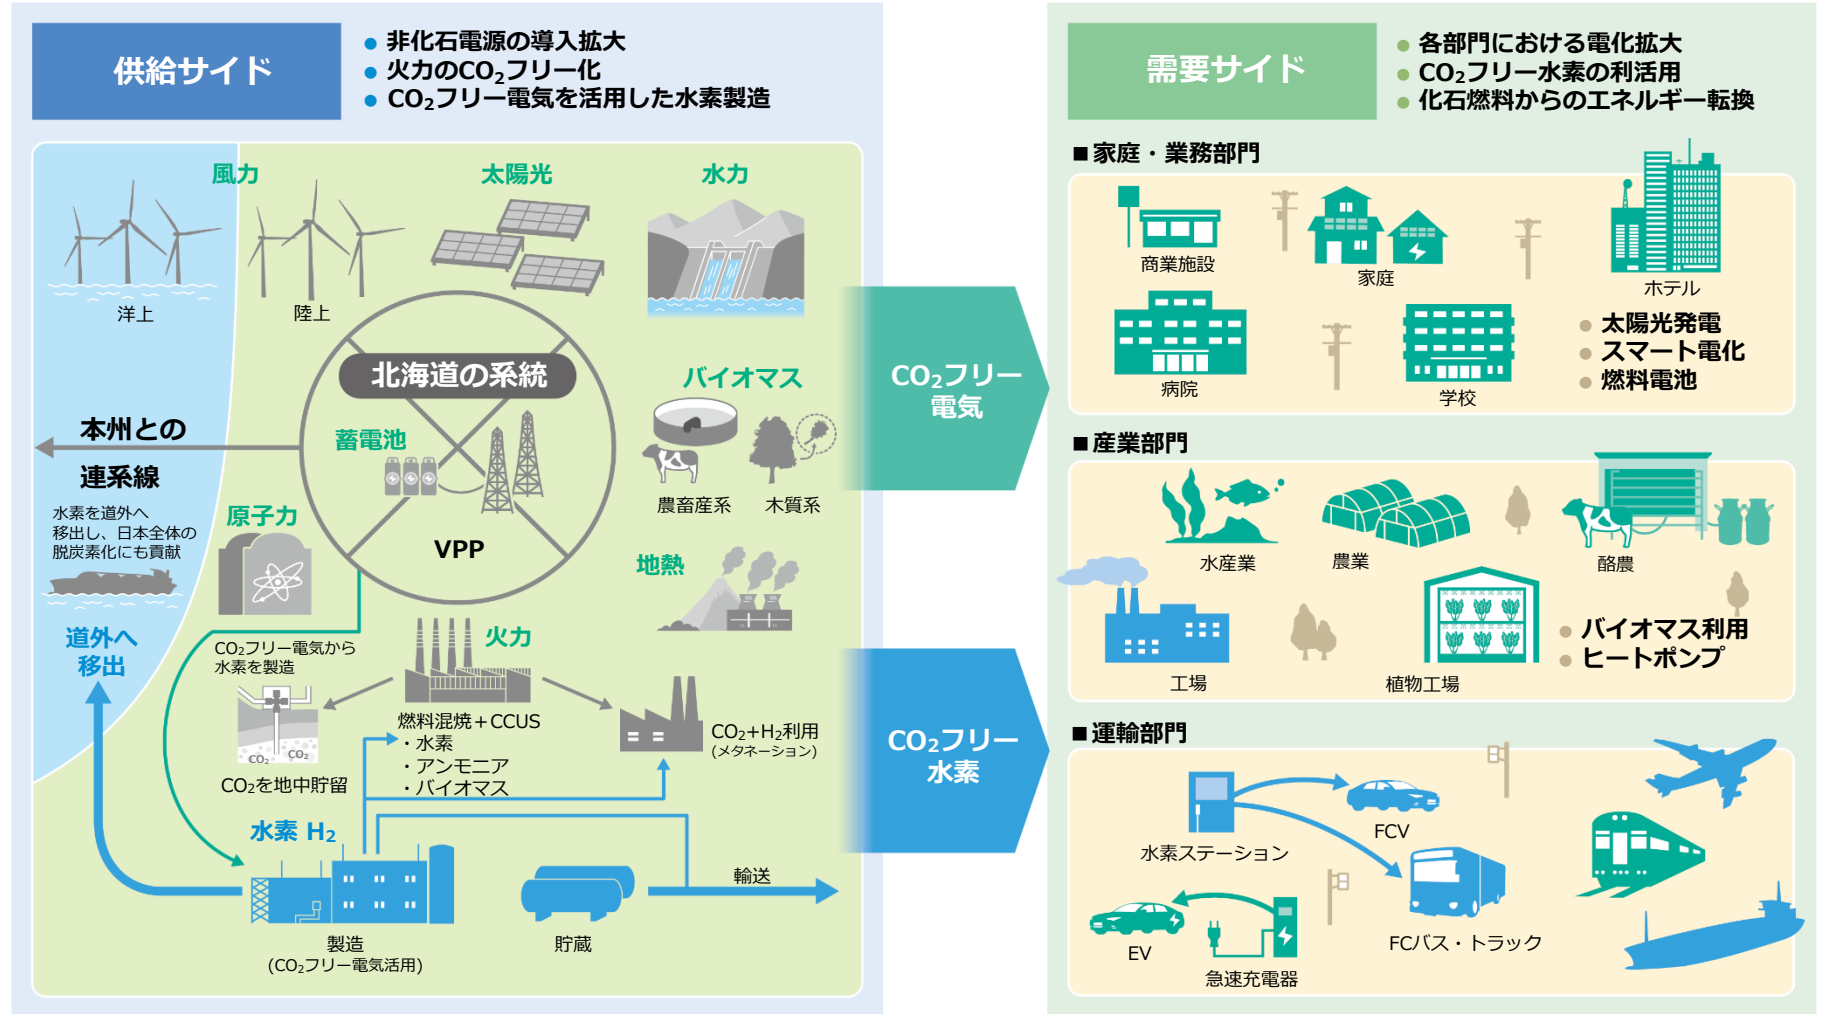 供給サイド
● 非化石電源の導入拡大
● 火力のCO₂フリー化
● CO₂フリー電気を活用した水素製造
風力
太陽光
水力
洋上
陸上
北海道の系統
蓄電池
VPP
バイオマス
農畜産系
木質系
本州との
連系線
水素を道外へ
移出し、日本全体の
脱炭素化にも貢献
原子力
地熱
道外へ
移出
CO₂フリー電気から
水素を製造
火力
燃料混焼+CCUS
・水素
・アンモニア
・バイオマス
CO₂ CO₂
CO₂を地中貯留
CO₂+H₂利用
(メタネーション)
水素 H₂
製造
(CO₂フリー電気活用)
貯蔵
輸送
CO₂フリー
電気
CO₂フリー
水素
需要サイド
● 各部門における電化拡大
● CO₂フリー水素の利活用
● 化石燃料からのエネルギー転換
■家庭・業務部門
商業施設
家庭
ホテル
病院
学校
● 太陽光発電
● スマート電化
● 燃料電池
■産業部門
水産業
農業
酪農
工場
植物工場
● バイオマス利用
● ヒートポンプ
■運輸部門
水素ステーション
FCV
EV
急速充電器
FCバス・トラック